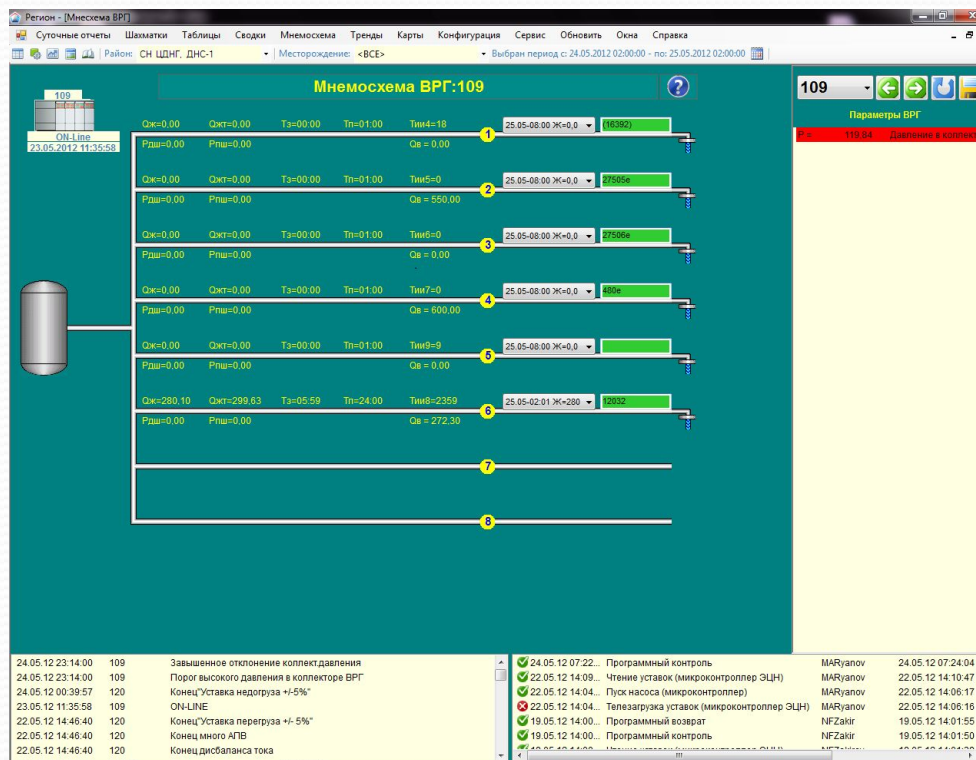 Регион - [Мнесхема ВРГ]
Суточные отчеты Шахматки Таблицы Сводки Мнемосхема Тренды Карты Конфигурация Сервис Обновить Окна Справка
Район: СН ЦДНГ, ДНС-1 Месторождение: <ВСЕ> Выбран период с: 24.05.2012 02:00:00 - по: 25.05.2012 02:00:00
109
ON-Line
23.05.2012 11:35:58
Мнемосхема ВРГ:109
?
109
Параметры ВРГ
P = 119,84 Давление в коллект
Qж=0,00 Qжт=0,00 Тз=00:00 Тп=01:00 Тии4=18
1 25.05-08:00 Ж=0,0 (16392)
Рдш=0,00 Рпш=0,00 Qв = 0,00
Qж=0,00 Qжт=0,00 Тз=00:00 Тп=01:00 Тии5=0
2 25.05-08:00 Ж=0,0 27505е
Рдш=0,00 Рпш=0,00 Qв = 550,00
Qж=0,00 Qжт=0,00 Тз=00:00 Тп=01:00 Тии6=0
3 25.05-08:00 Ж=0,0 27506е
Рдш=0,00 Рпш=0,00 Qв = 0,00
Qж=0,00 Qжт=0,00 Тз=00:00 Тп=01:00 Тии7=0
4 25.05-08:00 Ж=0,0 480е
Рдш=0,00 Рпш=0,00 Qв = 600,00
Qж=0,00 Qжт=0,00 Тз=00:00 Тп=01:00 Тии9=9
5 25.05-08:00 Ж=0,0
Рдш=0,00 Рпш=0,00 Qв = 0,00
Qж=280,10 Qжт=299,63 Тз=05:59 Тп=24:00 Тии8=2359
6 25.05-02:01 Ж=280 12032
Рдш=0,00 Рпш=0,00 Qв = 272,30
7
8
24.05.12 23:14:00 109 Завышенное отклонение коллект.давления
24.05.12 23:14:00 109 Порог высокого давления в коллекторе ВРГ
24.05.12 00:39:57 120 Конец"Уставка недогруза +/-5%"
23.05.12 11:35:58 109 ON-LINE
22.05.12 14:46:40 120 Конец"Уставка перегруза +/- 5%"
22.05.12 14:46:40 120 Конец много АПВ
22.05.12 14:46:40 120 Конец дисбаланса тока
24.05.12 07:22... Программный контроль MARyanov 24.05.12 07:24:04
22.05.12 14:09... Чтение уставок (микроконтроллер ЭЦН) MARyanov 22.05.12 14:10:47
22.05.12 14:04... Пуск насоса (микроконтроллер) MARyanov 22.05.12 14:06:17
22.05.12 14:04... Телезагрузка уставок (микроконтроллер ЭЦН) MARyanov 22.05.12 14:06:16
19.05.12 14:00... Программный возврат NFZakir 19.05.12 14:01:55
19.05.12 14:00... Программный контроль NFZakir 19.05.12 14:01:50